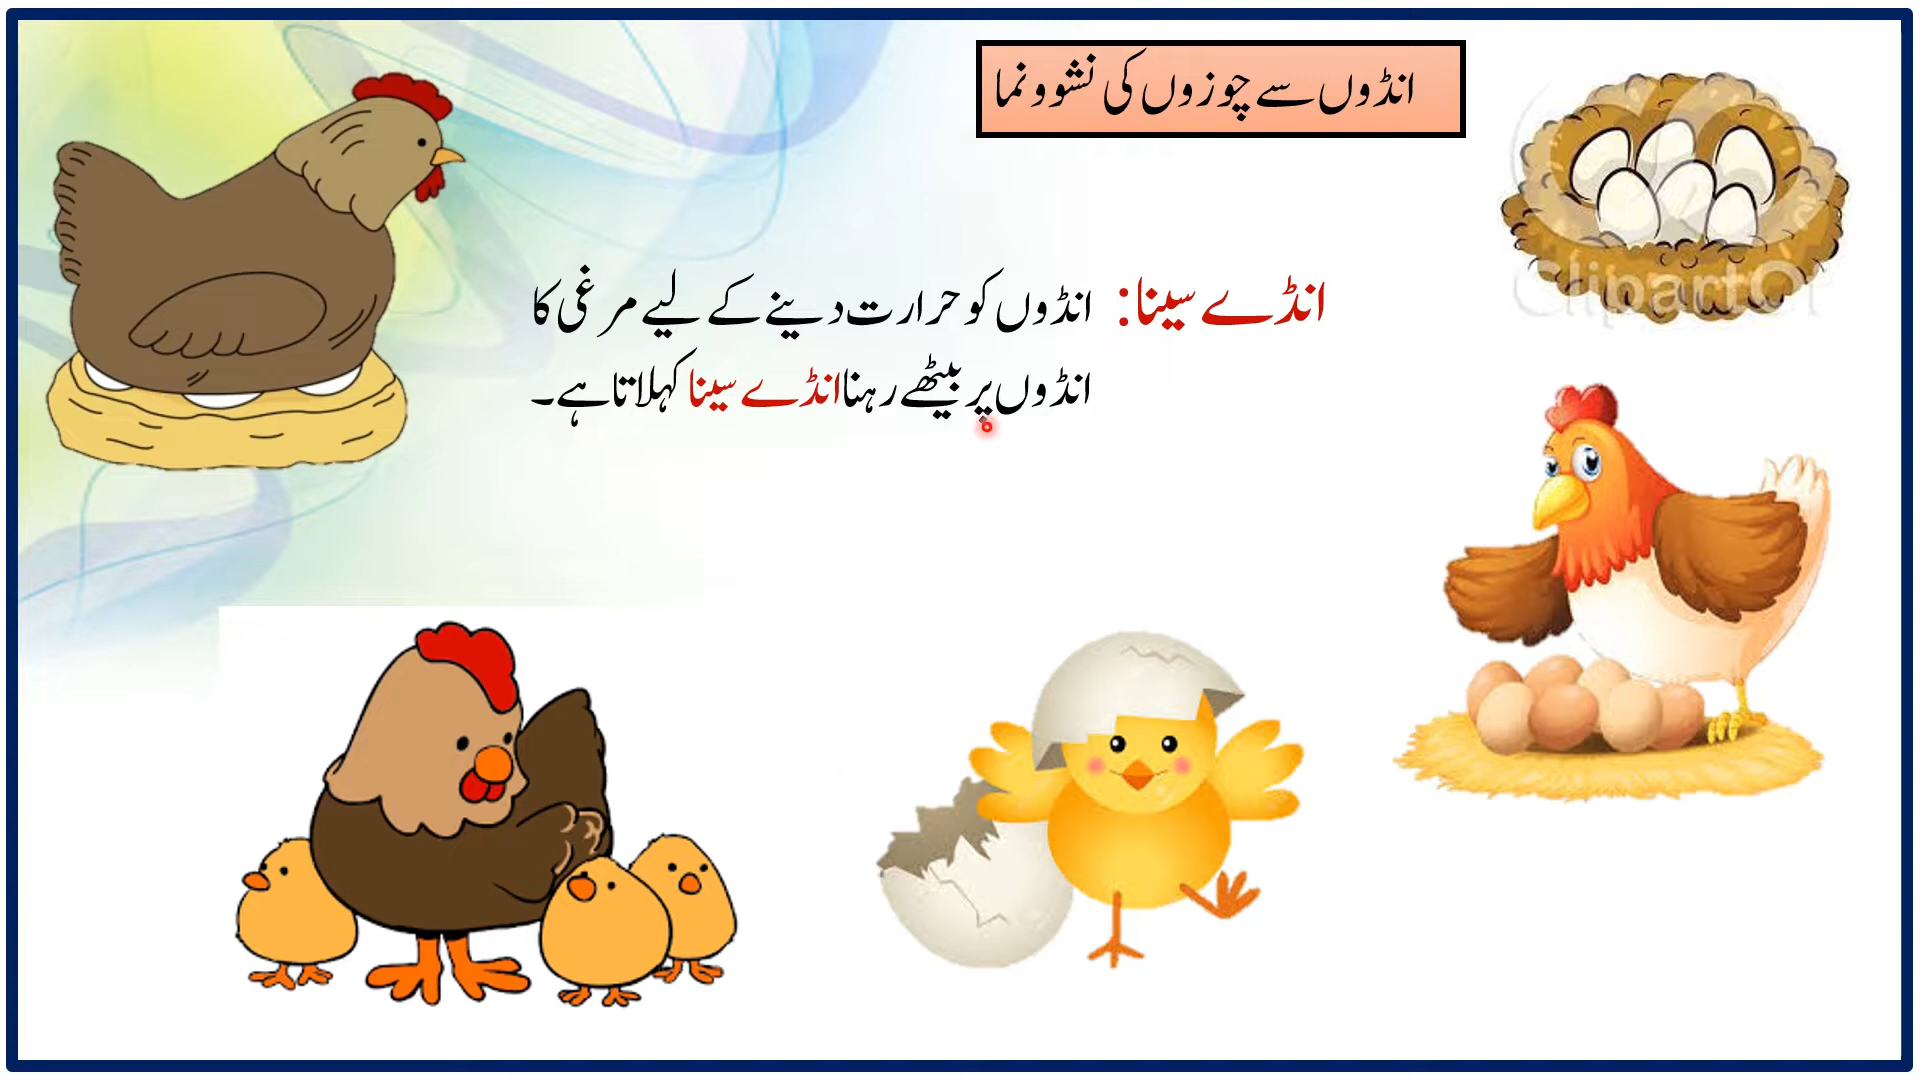 انڈوں سے چوزوں کی نشوونما
انڈے سینا: انڈوں کو حرارت دینے کے لیے مرغی کا
انڈوں پر بیٹھے رہنا انڈے سینا کہلاتا ہے۔
ClipartOf